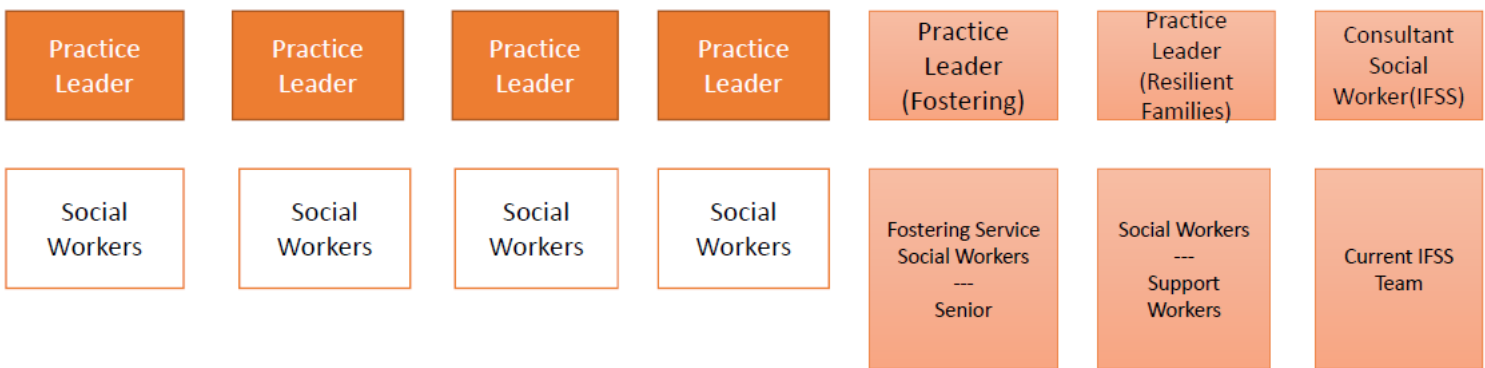 Practice
Leader
Practice
Leader
Practice
Leader
Practice
Leader
Practice
Leader
(Fostering)
Practice
Leader
(Resilient
Families)
Consultant
Social
Worker(IFSS)
Social
Workers
Social
Workers
Social
Workers
Social
Workers
Fostering Service
Social Workers
---
Senior
Social Workers
---
Support
Workers
Current IFSS
Team